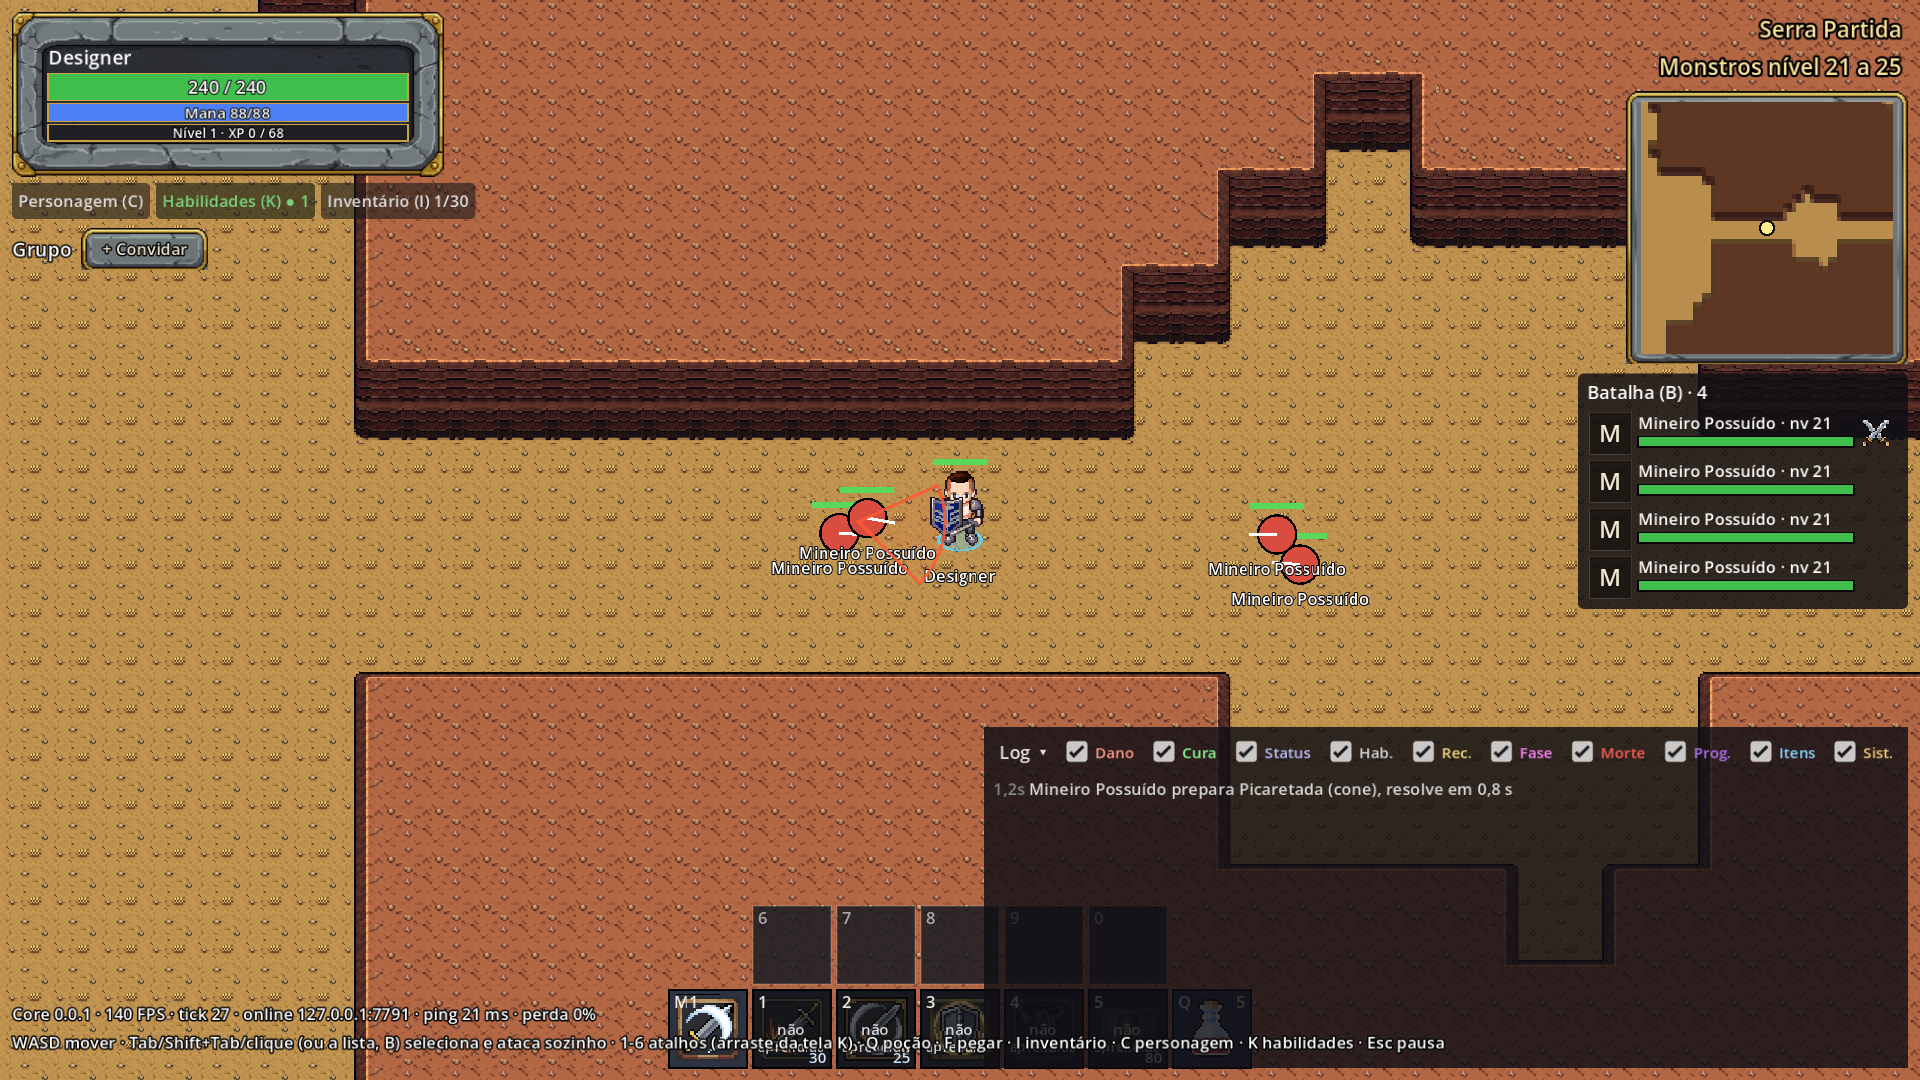 Designer
240 / 240
Mana 88/88
Nível 1 · XP 0 / 68
Personagem (C)
Habilidades (K) ● 1
Inventário (I) 1/30
Grupo
+ Convidar
Serra Partida
Monstros nível 21 a 25
Batalha (B) · 4
M
Mineiro Possuído · nv 21
M
Mineiro Possuído · nv 21
M
Mineiro Possuído · nv 21
M
Mineiro Possuído · nv 21
Mineiro Possuído
Mineiro Possuído
Designer
Mineiro Possuído
Mineiro Possuído
Log
Dano
Cura
Status
Hab.
Rec.
Fase
Morte
Prog.
Itens
Sist.
1,2s Mineiro Possuído prepara Picaretada (cone), resolve em 0,8 s
6
7
8
9
0
M1
1
não
30
2
não
25
3
não
4
não
5
não
80
Q
5
Core 0.0.1 · 140 FPS · tick 27 · online 127.0.0.1:7791 · ping 21 ms · perda 0%
WASD mover · Tab/Shift+Tab/clique (ou a lista, B) seleciona e ataca sozinho · 1-6 atalhos (arraste da tela K) · Q poção · F pegar · I inventário · C personagem · K habilidades · Esc pausa